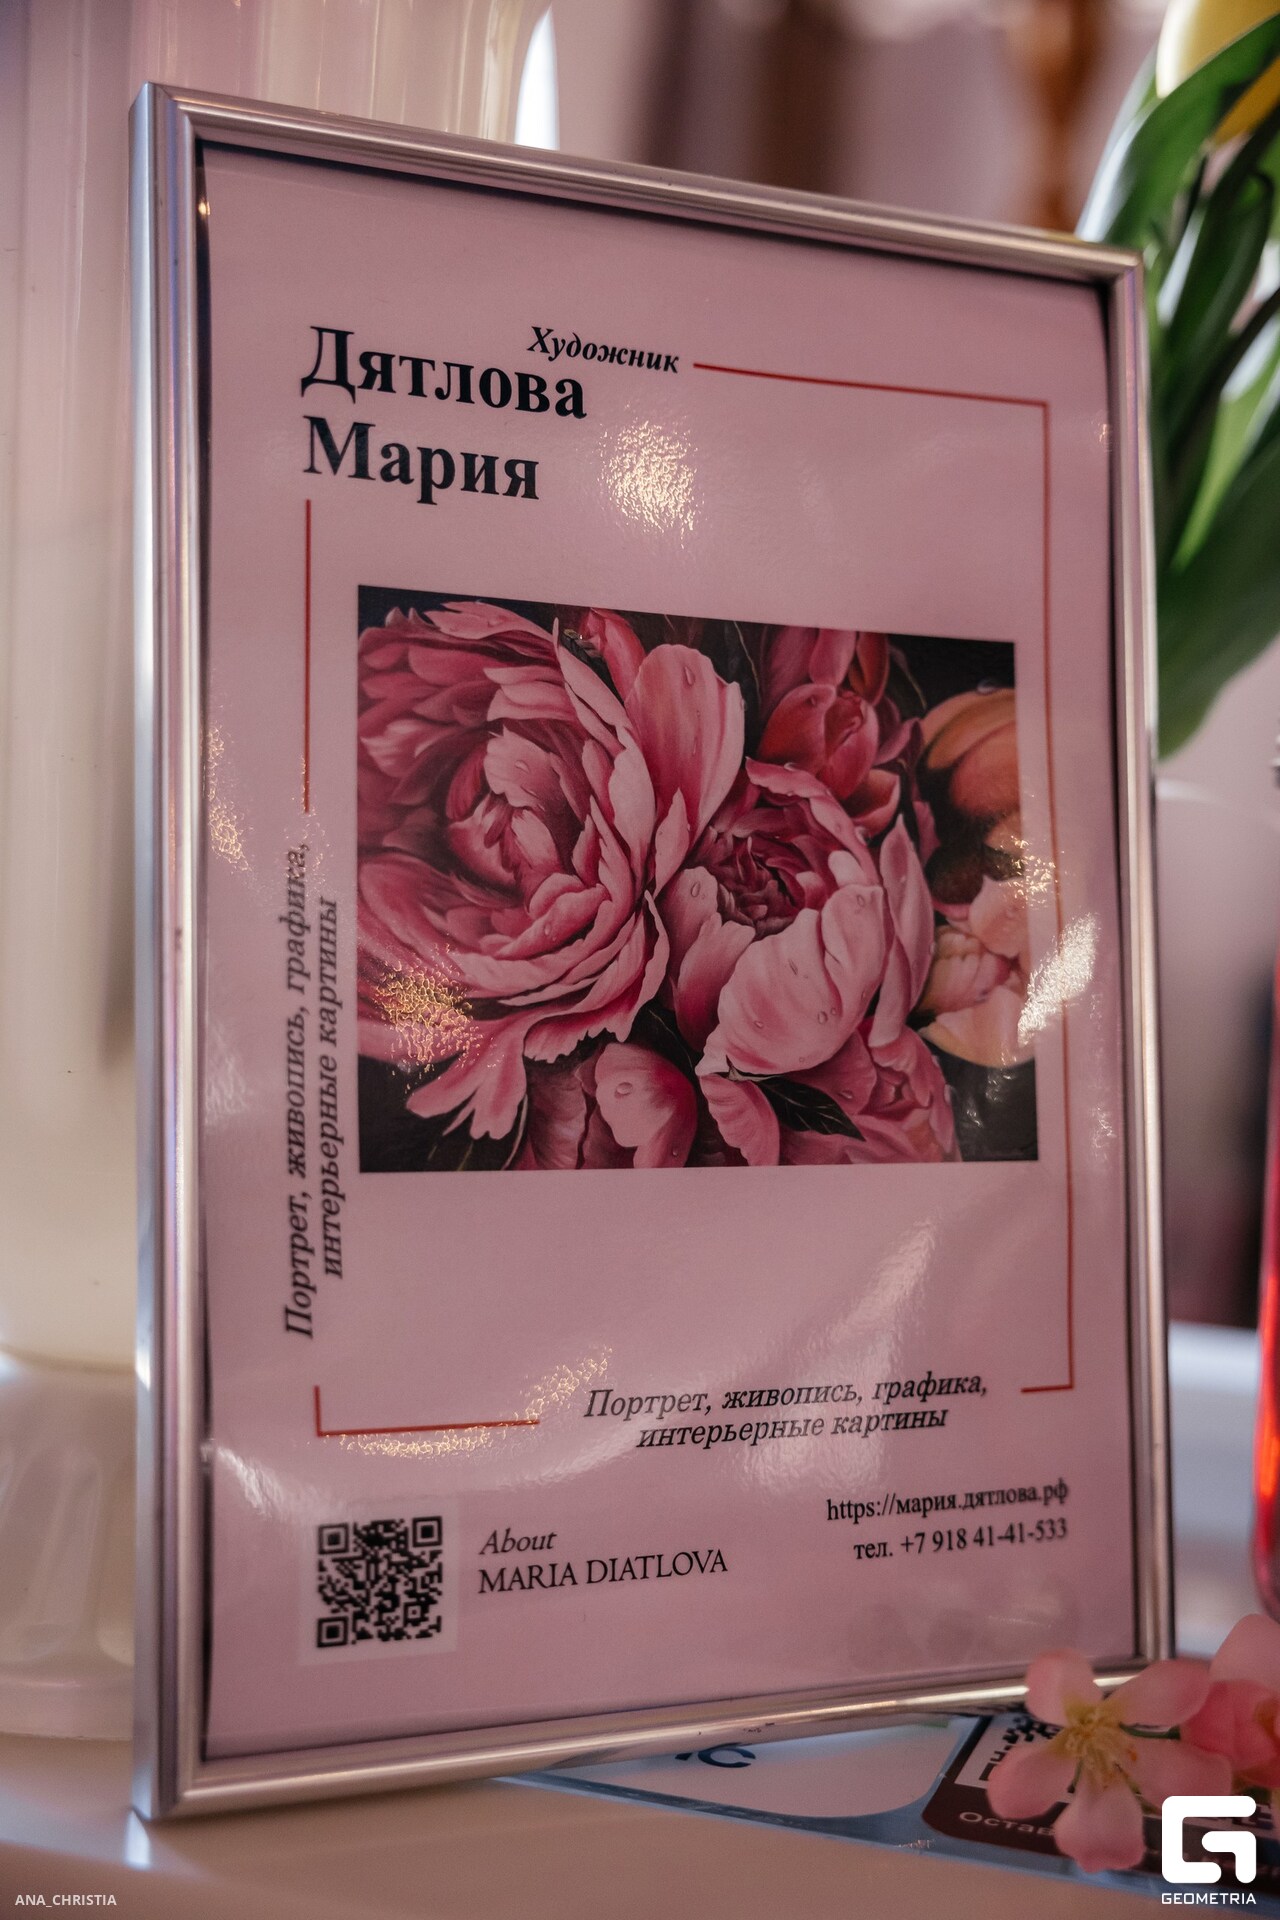 Художник
Дятлова
Мария
Портрет, живопись, графика,
интерьерные картины
Портрет, живопись, графика,
интерьерные картины
https://мария.дятлова.рф
тел. +7 918 41-41-533
About
MARIA DIATLOVA
Остав
ANA_CHRISTIA
GEOMETRIA